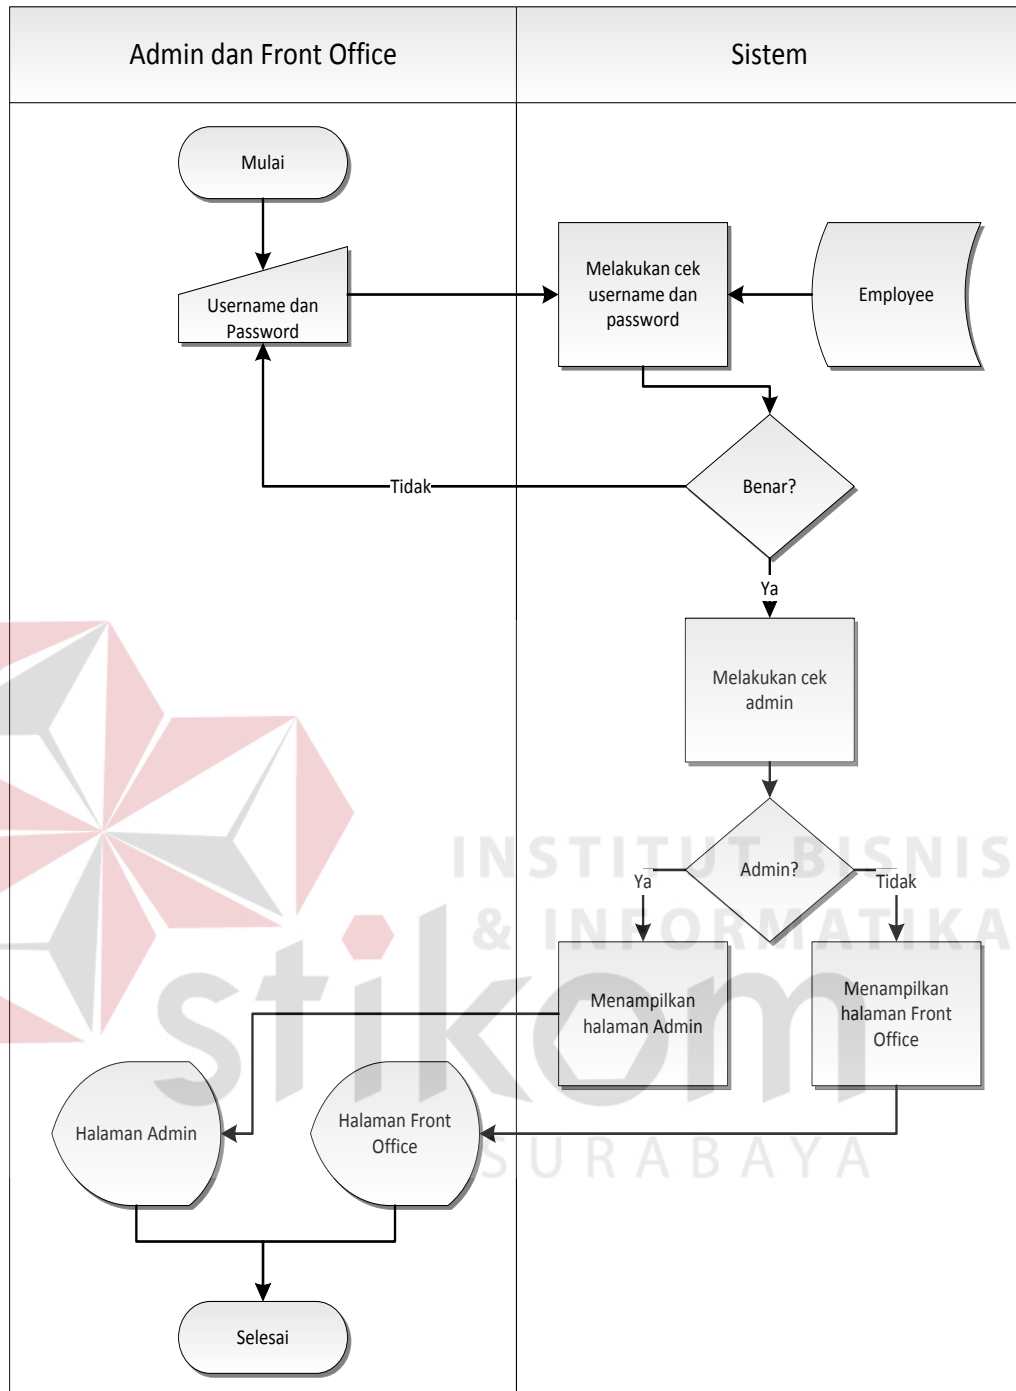 Admin dan Front Office
Sistem
Mulai
Username dan
Password
Melakukan cek
username dan
password
Employee
Benar?
Tidak
Ya
Melakukan cek
admin
Admin?
Ya
Tidak
Menampilkan
halaman Admin
Menampilkan
halaman Front
Office
Halaman Admin
Halaman Front
Office
Selesai
INSTITUT BISNIS
& INFORMATIKA
stikom
SURABAYA